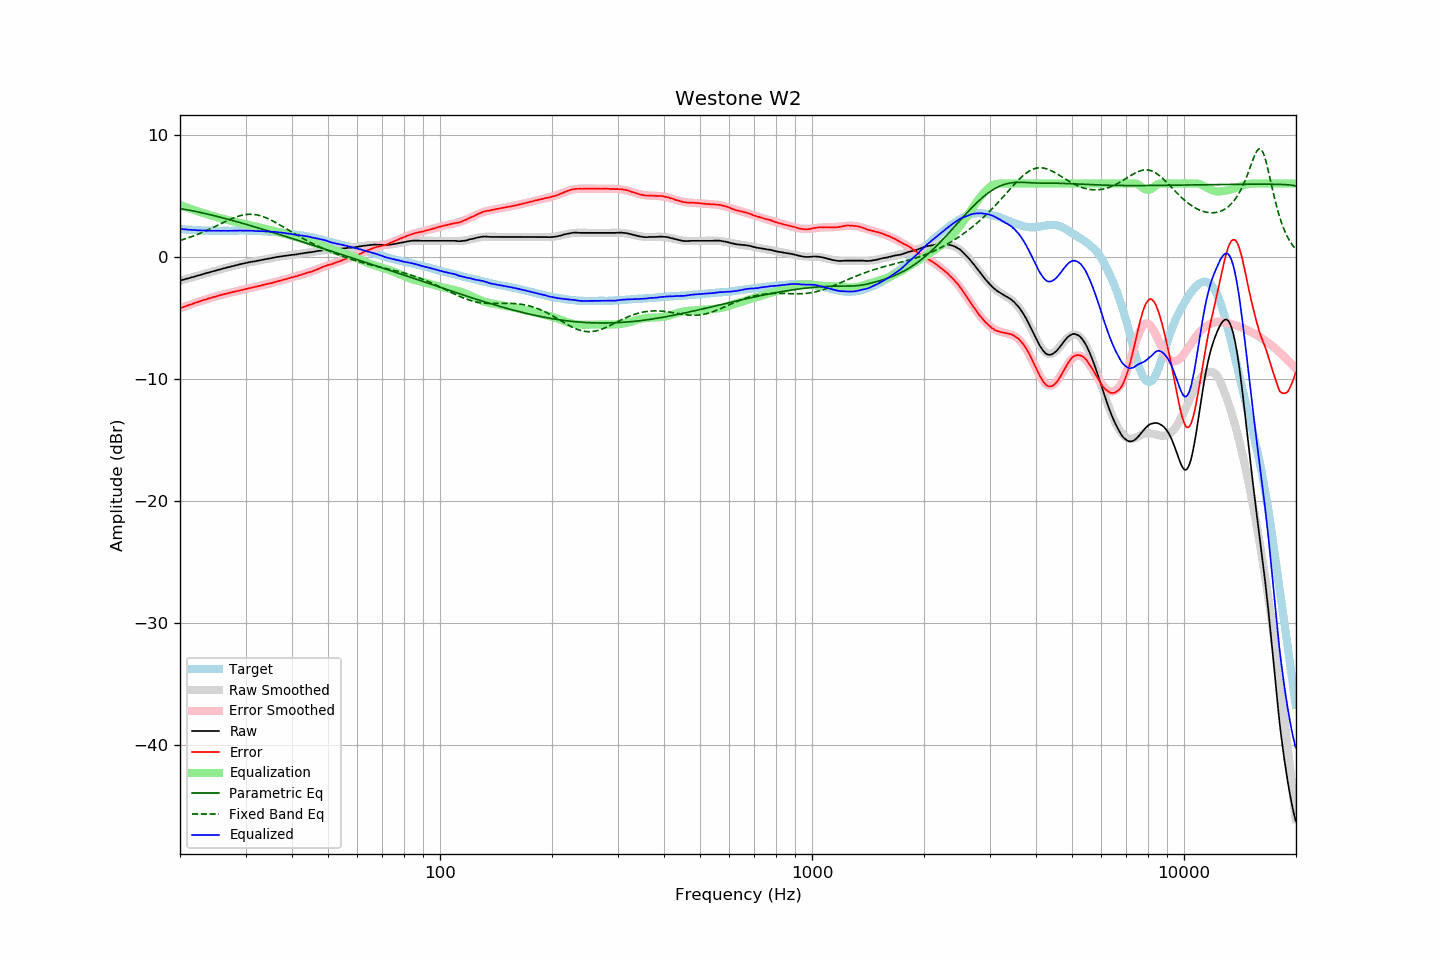 Westone W2
10
0
−10
−20
−30
−40
Amplitude (dBr)
Target
Raw Smoothed
Error Smoothed
Raw
Error
Equalization
Parametric Eq
Fixed Band Eq
Equalized
100
1000
10000
Frequency (Hz)